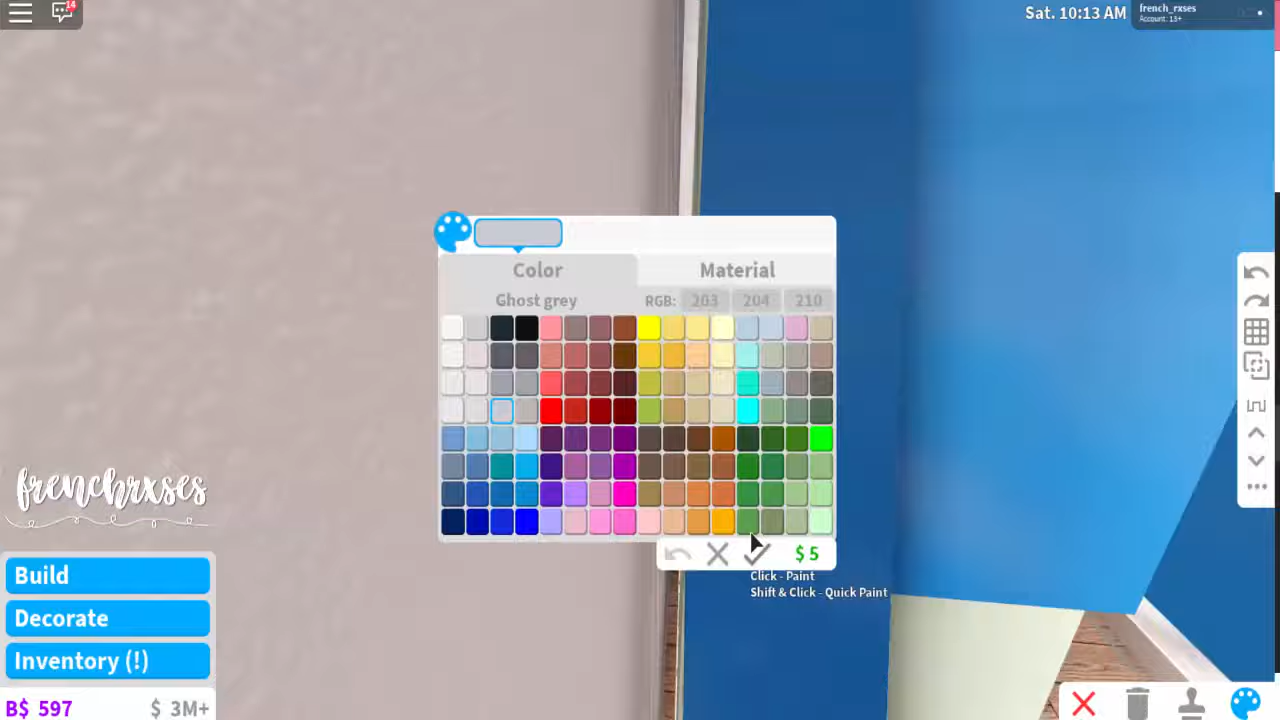 14
Sat. 10:13 AM
french_rxses
Account: 13+
Color
Material
Ghost grey
RGB: 203 204 210
$ 5
Click - Paint
Shift & Click - Quick Paint
frenchrxses
Build
Decorate
Inventory (!)
B$ 597
$ 3M+